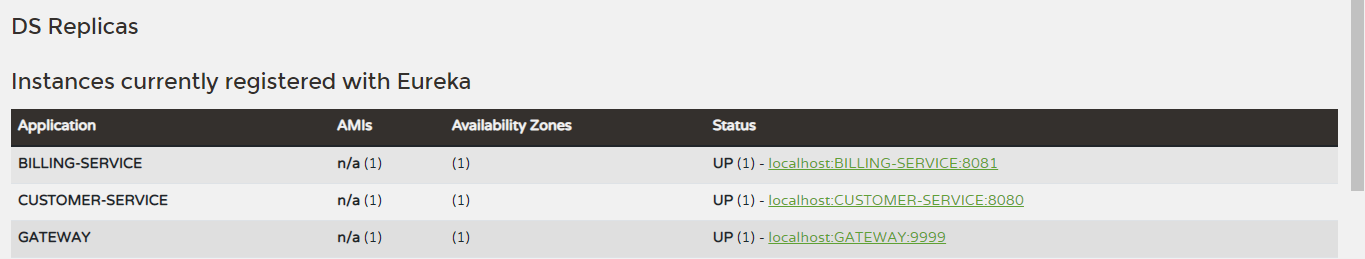 DS Replicas
Instances currently registered with Eureka
Application AMIs Availability Zones Status
BILLING-SERVICE n/a (1) (1) UP (1) - localhost:BILLING-SERVICE:8081
CUSTOMER-SERVICE n/a (1) (1) UP (1) - localhost:CUSTOMER-SERVICE:8080
GATEWAY n/a (1) (1) UP (1) - localhost:GATEWAY:9999